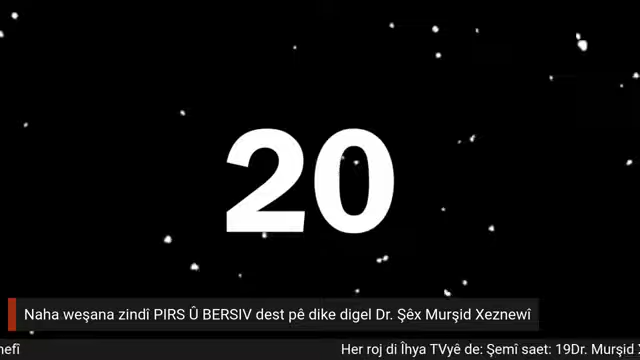 20
Naha weşana zindî PIRS Û BERSIV dest pê dike digel Dr. Şêx Murşid Xeznewî
nefî Her roj di Îhya TVyê de: Şemî saet: 19Dr. Murşid